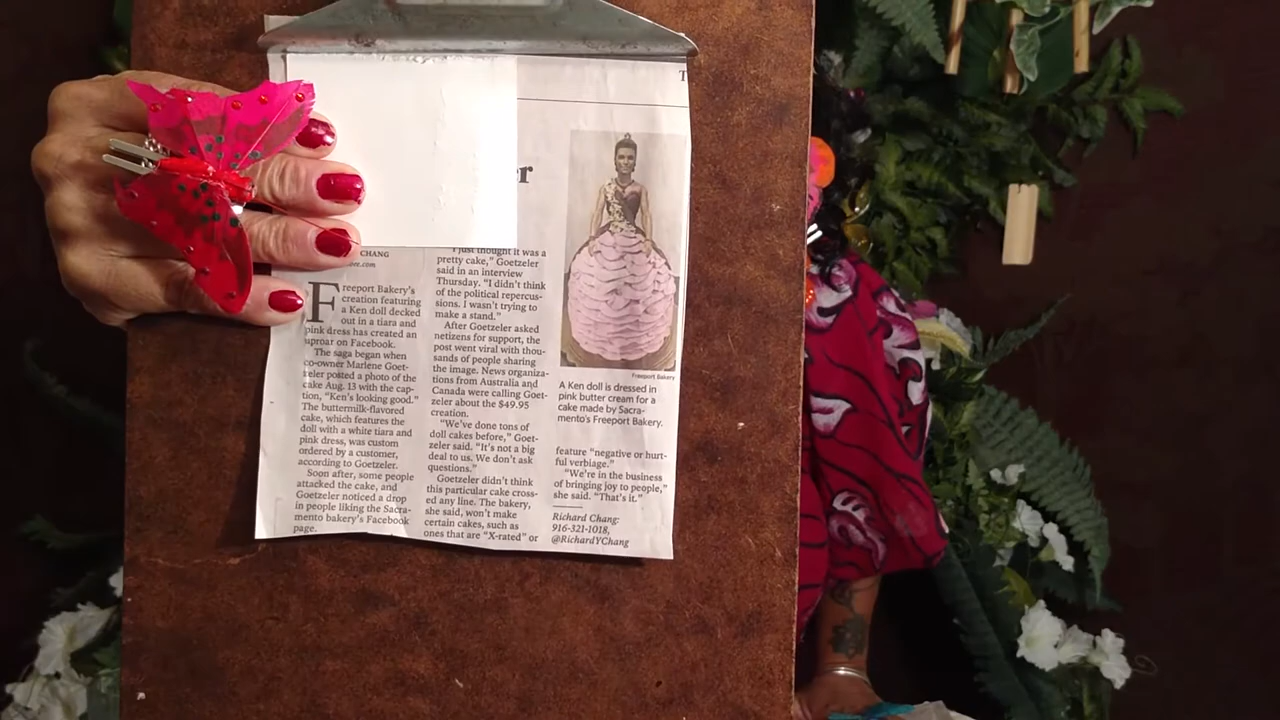 T
r
CHANG
Freeport Bakery's
creation featuring
a Ken doll decked
out in a tiara and
pink dress has created an
uproar on Facebook.
The saga began when
co-owner Marlene Goet-
zeler posted a photo of the
cake Aug. 13 with the cap-
tion, “Ken's looking good.”
The buttermilk-flavored
cake, which features the
doll with a white tiara and
pink dress, was custom
ordered by a customer,
according to Goetzeler.
Soon after, some people
attacked the cake, and
Goetzeler noticed a drop
in people liking the Sacra-
mento bakery's Facebook
page.
“I just thought it was a
pretty cake,” Goetzeler
said in an interview
Thursday. “I didn't think
of the political repercus-
sions. I wasn't trying to
make a stand.”
After Goetzeler asked
netizens for support, the
post went viral with thou-
sands of people sharing
the image. News organiza-
tions from Australia and
Canada were calling Goet-
zeler about the $49.95
creation.
“We've done tons of
doll cakes before,” Goet-
zeler said. “It's not a big
deal to us. We don't ask
questions.”
Goetzeler didn't think
this particular cake cross-
ed any line. The bakery,
she said, won't make
certain cakes, such as
ones that are “X-rated” or
Freeport Bakery
A Ken doll is dressed in
pink butter cream for a
cake made by Sacra-
mento's Freeport Bakery.
feature “negative or hurt-
ful verbiage.”
“We're in the business
of bringing joy to people,”
she said. “That's it.”
Richard Chang:
916-321-1018,
@RichardYChang